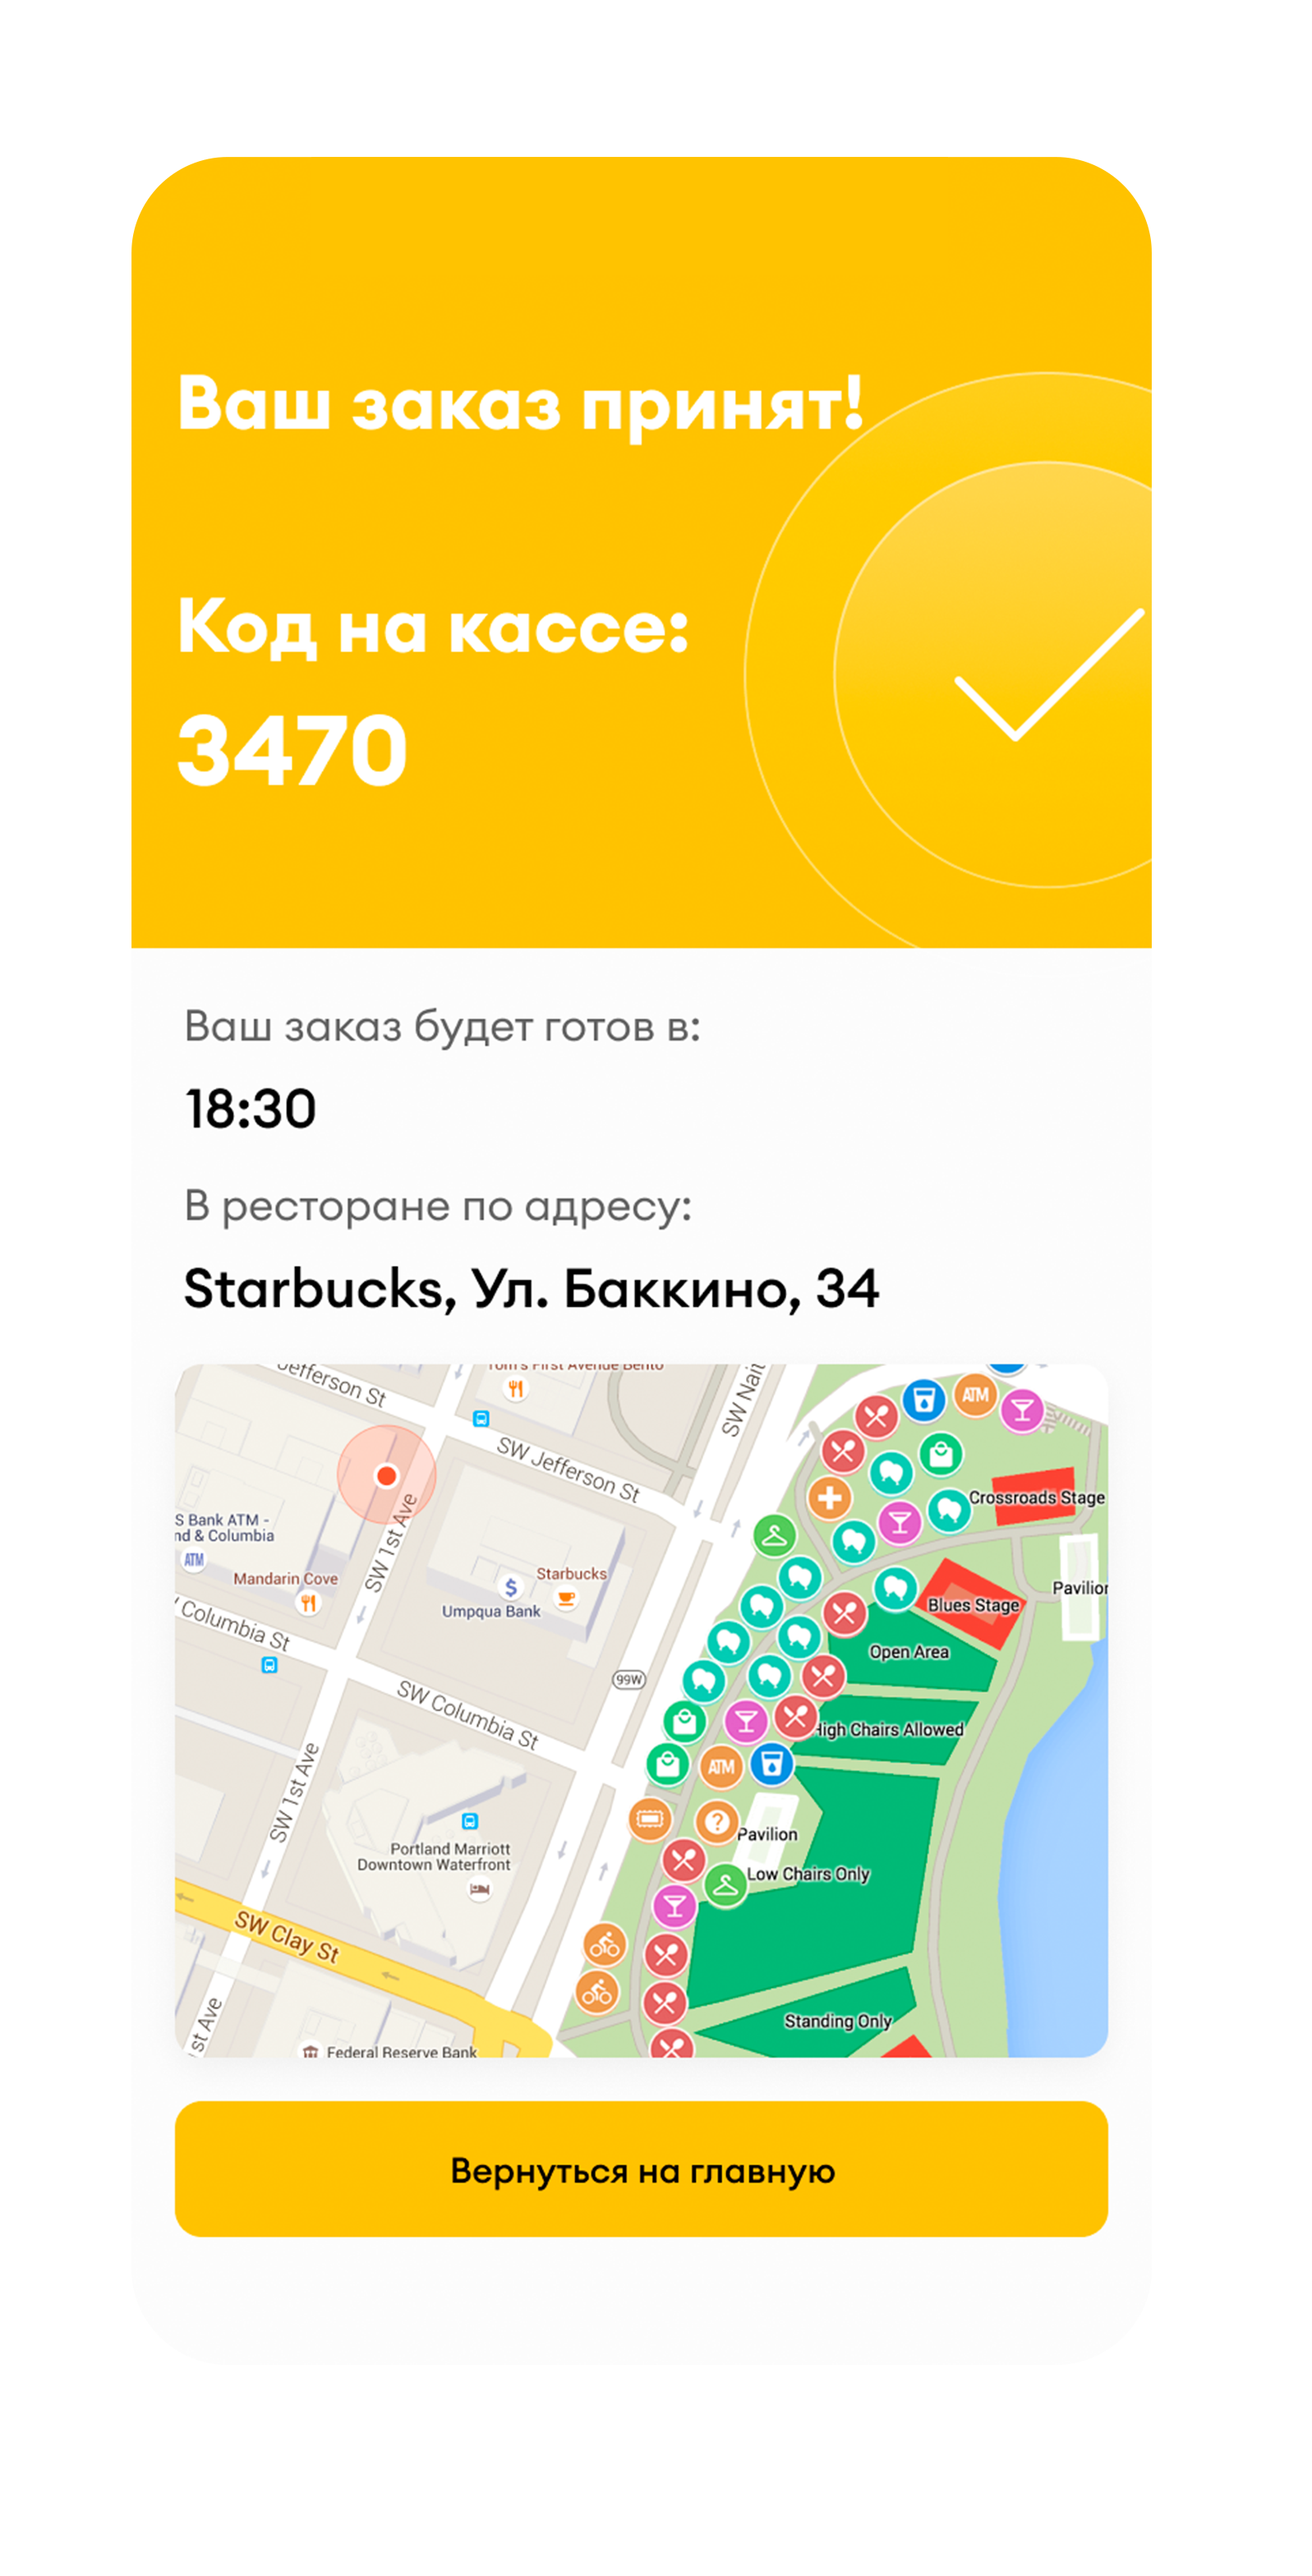 Ваш заказ принят!
Код на кассе:
3470
Ваш заказ будет готов в:
18:30
В ресторане по адресу:
Starbucks, Ул. Баккино, 34
Jefferson St
Tom's First Avenue Bento
SW Nait
ATM
SW Jefferson St
Crossroads Stage
S Bank ATM -
nd & Columbia
ATM
SW 1st Ave
Mandarin Cove
Starbucks
$
Umpqua Bank
Pavilion
Blues Stage
Columbia St
Open Area
99W
SW Columbia St
High Chairs Allowed
ATM
SW 1st Ave
?
Pavilion
Portland Marriott
Downtown Waterfront
Low Chairs Only
SW Clay St
st Ave
Standing Only
Federal Reserve Bank
Вернуться на главную